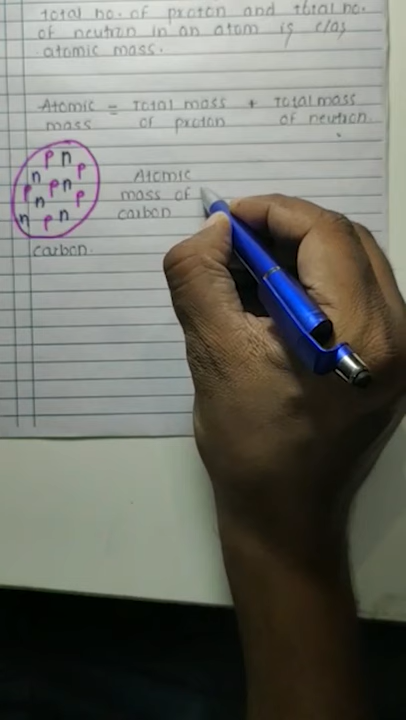 total no. of proton and total no.
of neutron in an atom is c/as
atomic mass.
Atomic = Total mass + Total mass
mass of proton of neutron.
p n
n p
p p n
n p
n p n
Atomic
mass of
carbon
carbon.